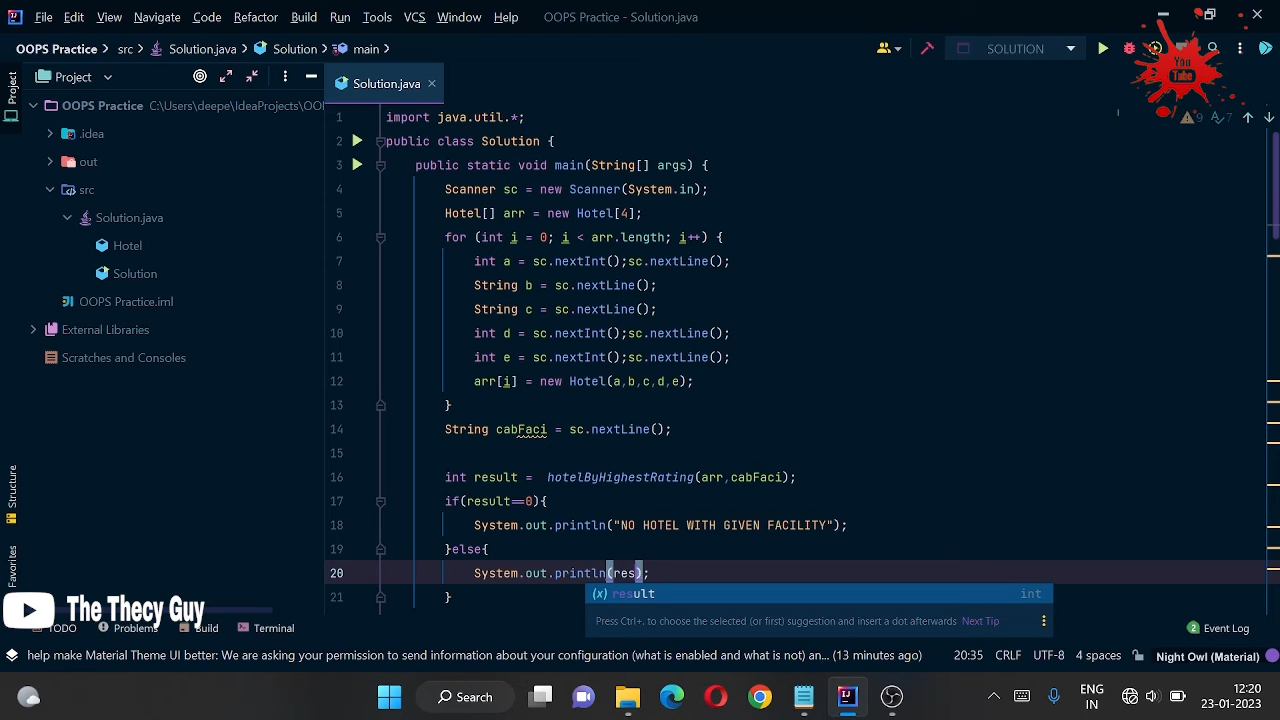 File Edit View Navigate Code Refactor Build Run Tools VCS Window Help OOPS Practice - Solution.java
OOPS Practice src Solution.java Solution main SOLUTION
You
Tube
Project
Project
Solution.java
OOPS Practice C:\Users\deepe\IdeaProjects\OO
.idea
out
src
Solution.java
Hotel
Solution
OOPS Practice.iml
External Libraries
Scratches and Consoles
9 7
1 import java.util.*;
2 public class Solution {
3 public static void main(String[] args) {
4 Scanner sc = new Scanner(System.in);
5 Hotel[] arr = new Hotel[4];
6 for (int i = 0; i < arr.length; i++) {
7 int a = sc.nextInt();sc.nextLine();
8 String b = sc.nextLine();
9 String c = sc.nextLine();
10 int d = sc.nextInt();sc.nextLine();
11 int e = sc.nextInt();sc.nextLine();
12 arr[i] = new Hotel(a,b,c,d,e);
13 }
14 String cabFaci = sc.nextLine();
15
16 int result = hotelByHighestRating(arr,cabFaci);
17 if(result==0){
18 System.out.println("NO HOTEL WITH GIVEN FACILITY");
19 }else{
20 System.out.println(res);
21 }
result int
Press Ctrl+. to choose the selected (or first) suggestion and insert a dot afterwards Next Tip
Structure
Favorites
The Thecy Guy
TODO Problems Build Terminal 2 Event Log
help make Material Theme UI better: We are asking your permission to send information about your configuration (what is enabled and what is not) an... (13 minutes ago) 20:35 CRLF UTF-8 4 spaces Night Owl (Material)
Search
ENG
IN
12:20
23-01-2023